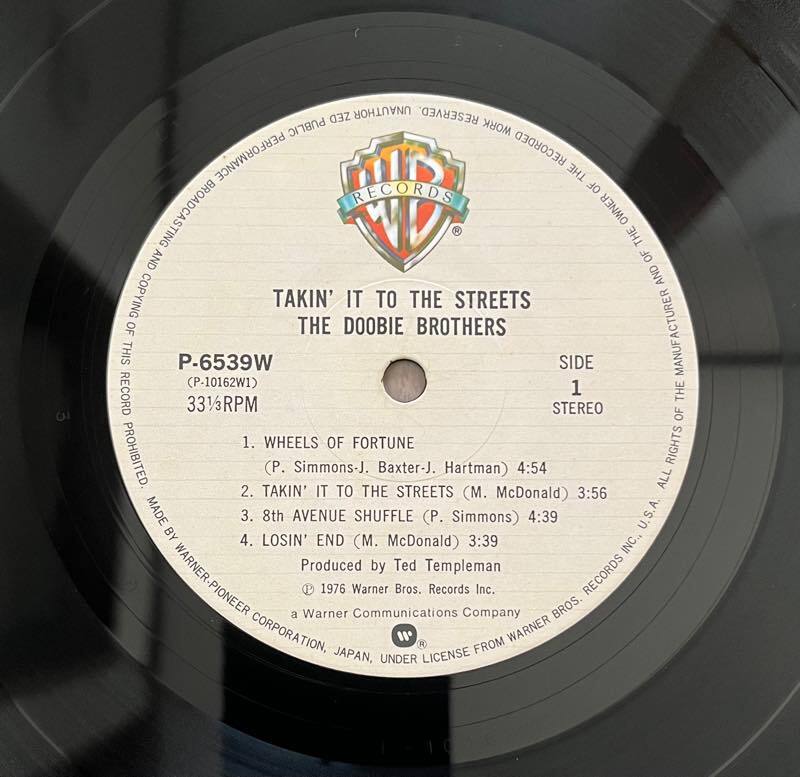 WB
RECORDS
®
TAKIN' IT TO THE STREETS
THE DOOBIE BROTHERS
P-6539W
(P-10162W1)
33⅓RPM
SIDE
1
STEREO
1. WHEELS OF FORTUNE
(P. Simmons-J. Baxter-J. Hartman) 4:54
2. TAKIN' IT TO THE STREETS (M. McDonald) 3:56
3. 8th AVENUE SHUFFLE (P. Simmons) 4:39
4. LOSIN' END (M. McDonald) 3:39
Produced by Ted Templeman
Ⓟ 1976 Warner Bros. Records Inc.
a Warner Communications Company
®
MADE BY WARNER-PIONEER CORPORATION, JAPAN, UNDER LICENSE FROM WARNER BROS. RECORDS INC., U.S.A. ALL RIGHTS OF THE MANUFACTURER AND OF THE OWNER OF THE RECORDED WORK RESERVED. UNAUTHORIZED PUBLIC PERFORMANCE BROADCASTING AND COPYING OF THIS RECORD PROHIBITED.